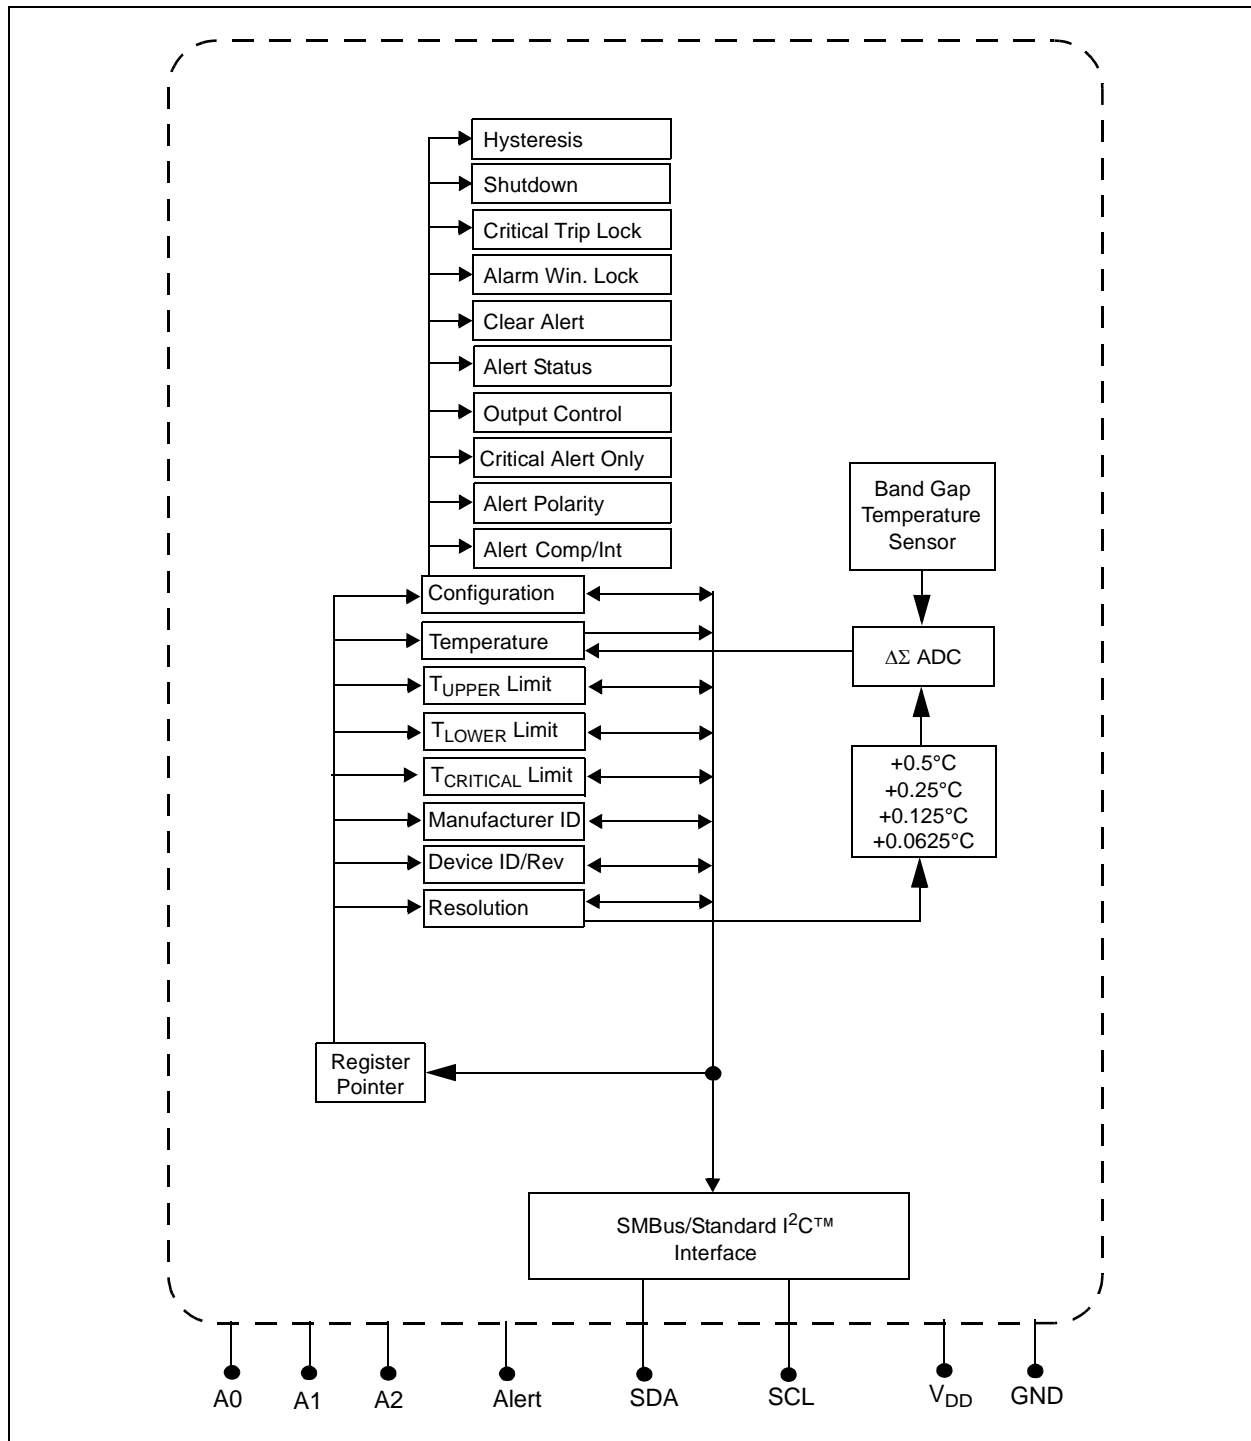 Hysteresis
Shutdown
Critical Trip Lock
Alarm Win. Lock
Clear Alert
Alert Status
Output Control
Critical Alert Only
Alert Polarity
Alert Comp/Int
Configuration
Temperature
TUPPER Limit
TLOWER Limit
TCRITICAL Limit
Manufacturer ID
Device ID/Rev
Resolution
Band Gap
Temperature
Sensor
ΔΣ ADC
+0.5°C
+0.25°C
+0.125°C
+0.0625°C
Register
Pointer
SMBus/Standard I²C™
Interface
A0
A1
A2
Alert
SDA
SCL
VDD
GND